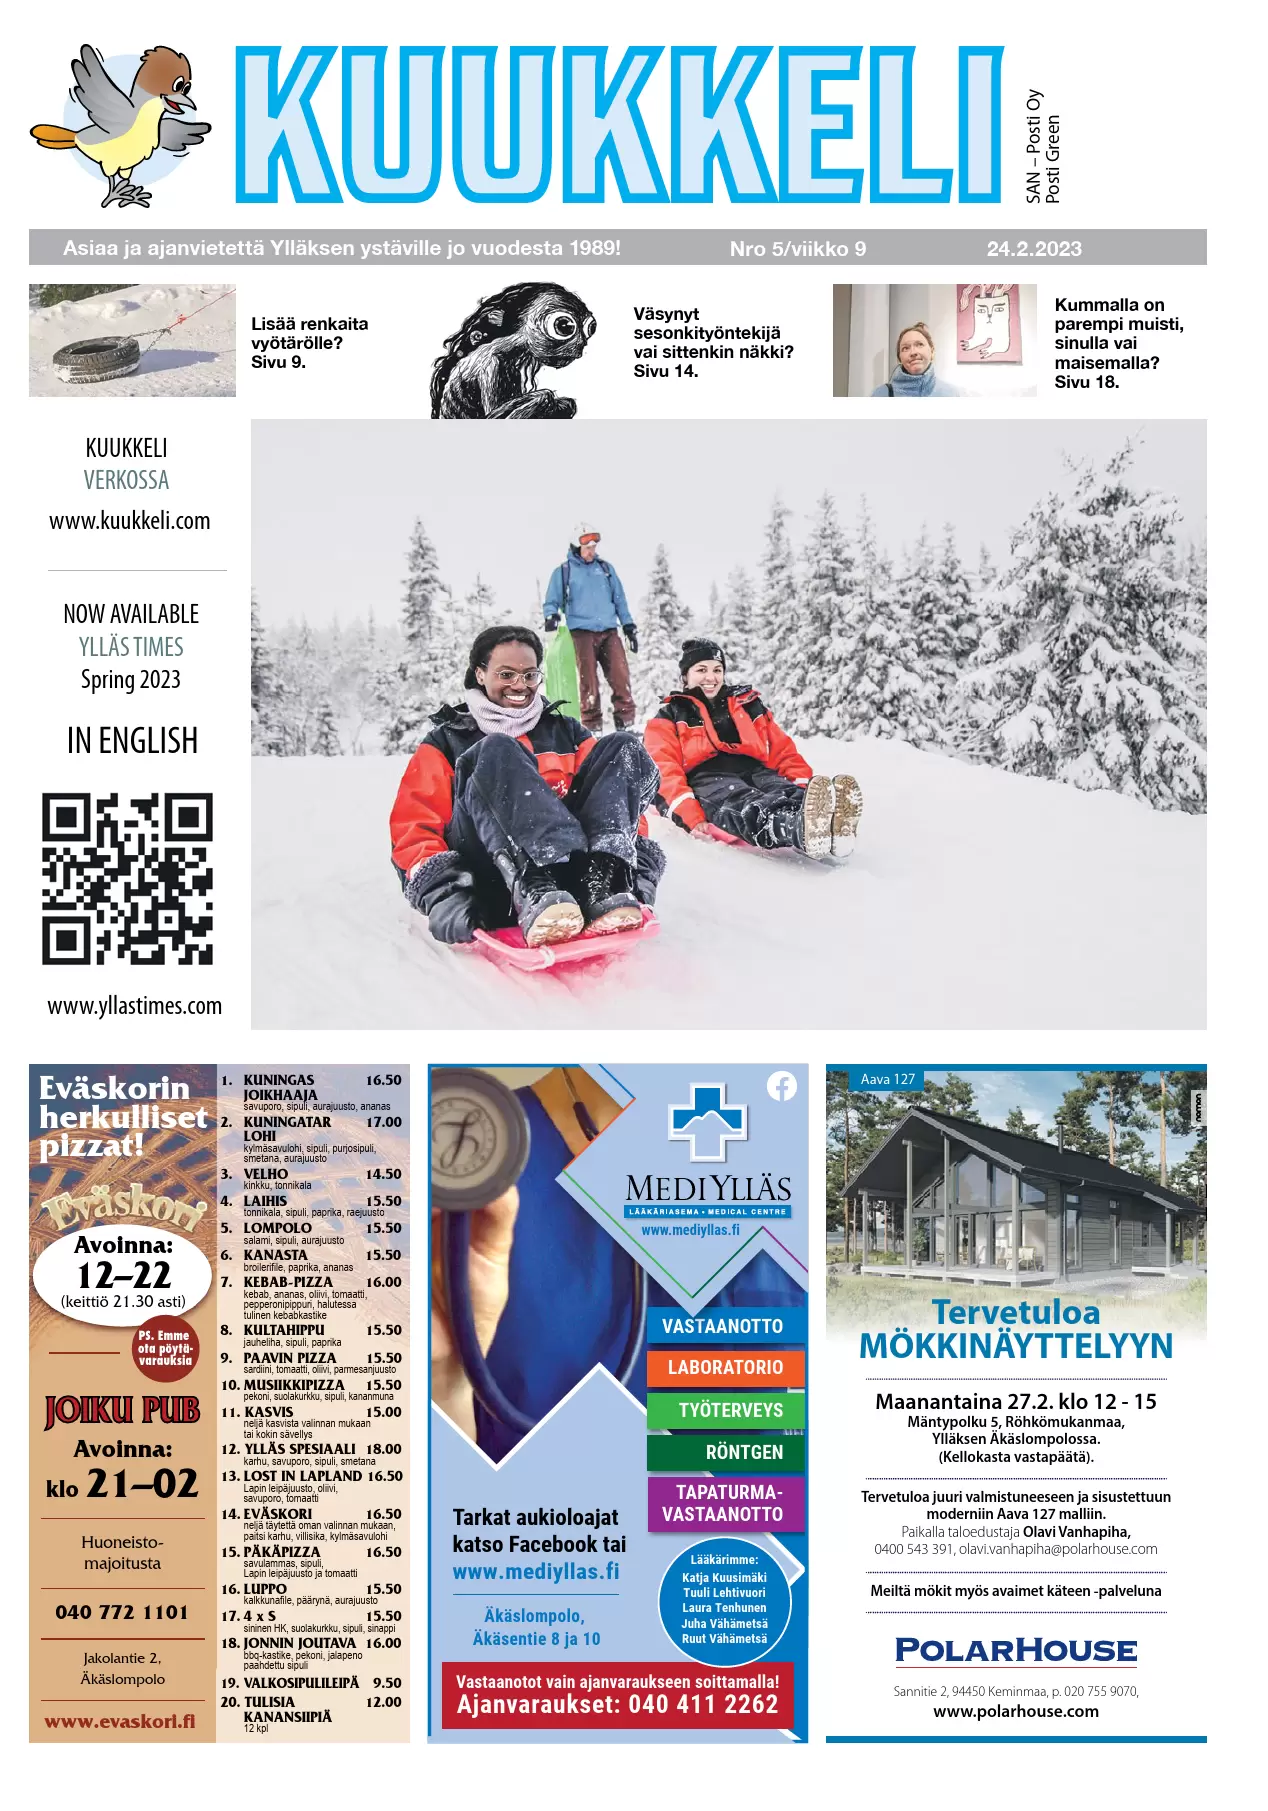 KUUKKELI
SAN – Posti Oy
Posti Green
Asiaa ja ajanvietettä Ylläksen ystäville jo vuodesta 1989!
Nro 5/viikko 9
24.2.2023
Lisää renkaita
vyötärölle?
Sivu 9.
Väsynyt
sesonkityöntekijä
vai sittenkin näkki?
Sivu 14.
Kummalla on
parempi muisti,
sinulla vai
maisemalla?
Sivu 18.
KUUKKELI
VERKOSSA
www.kuukkeli.com
NOW AVAILABLE
YLLÄS TIMES
Spring 2023
IN ENGLISH
www.yllastimes.com
Eväskorin
herkulliset
pizzat!
Eväskori
Avoinna:
12–22
(keittiö 21.30 asti)
PS. Emme
ota pöytä-
varauksia
JOIKU PUB
Avoinna:
klo 21–02
Huoneisto-
majoitusta
040 772 1101
Jakolantie 2,
Äkäslompolo
www.evaskori.fi
1. KUNINGAS 16.50
JOIKHAAJA
savuporo, sipuli, aurajuusto, ananas
2. KUNINGATAR 17.00
LOHI
kylmäsavulohi, sipuli, purjosipuli,
smetana, aurajuusto
3. VELHO 14.50
kinkku, tonnikala
4. LAIHIS 15.50
tonnikala, sipuli, paprika, raejuusto
5. LOMPOLO 15.50
salami, sipuli, aurajuusto
6. KANASTA 15.50
broilerifile, paprika, ananas
7. KEBAB-PIZZA 16.00
kebab, ananas, oliivi, tomaatti,
pepperonipippuri, halutessa
tulinen kebabkastike
8. KULTAHIPPU 15.50
jauheliha, sipuli, paprika
9. PAAVIN PIZZA 15.50
sardiini, tomaatti, oliivi, parmesanjuusto
10. MUSIIKKIPIZZA 15.50
pekoni, suolakurkku, sipuli, kananmuna
11. KASVIS 15.00
neljä kasvista valinnan mukaan
tai kokin sävellys
12. YLLÄS SPESIAALI 18.00
karhu, savuporo, sipuli, smetana
13. LOST IN LAPLAND 16.50
Lapin leipäjuusto, oliivi,
savuporo, tomaatti
14. EVÄSKORI 16.50
neljä täytettä oman valinnan mukaan,
paitsi karhu, villisika, kylmäsavulohi
15. PÄKÄPIZZA 16.50
savulammas, sipuli,
Lapin leipäjuusto ja tomaatti
16. LUPPO 15.50
kalkkunafile, päärynä, aurajuusto
17. 4 x S 15.50
sininen HK, suolakurkku, sipuli, sinappi
18. JONNIN JOUTAVA 16.00
bbq-kastike, pekoni, jalapeno
paahdettu sipuli
19. VALKOSIPULILEIPÄ 9.50
20. TULISIA 12.00
KANANSIIPIÄ
12 kpl
MEDIYLLÄS
LÄÄKÄRIASEMA • MEDICAL CENTRE
www.mediyllas.fi
VASTAANOTTO
LABORATORIO
TYÖTERVEYS
RÖNTGEN
TAPATURMA-
VASTAANOTTO
Tarkat aukioloajat
katso Facebook tai
www.mediyllas.fi
Äkäslompolo,
Äkäsentie 8 ja 10
Lääkärimme:
Katja Kuusimäki
Tuuli Lehtivuori
Laura Tenhunen
Juha Vähämetsä
Ruut Vähämetsä
Vastaanotot vain ajanvaraukseen soittamalla!
Ajanvaraukset: 040 411 2262
Aava 127
Tervetuloa
MÖKKINÄYTTELYYN
Maanantaina 27.2. klo 12 - 15
Mäntypolku 5, Röhkömukanmaa,
Ylläksen Äkäslompolossa.
(Kellokasta vastapäätä).
Tervetuloa juuri valmistuneeseen ja sisustettuun
moderniin Aava 127 malliin.
Paikalla taloedustaja Olavi Vanhapiha,
0400 543 391, olavi.vanhapiha@polarhouse.com
Meiltä mökit myös avaimet käteen -palveluna
POLARHOUSE
Sannitie 2, 94450 Keminmaa, p. 020 755 9070,
www.polarhouse.com